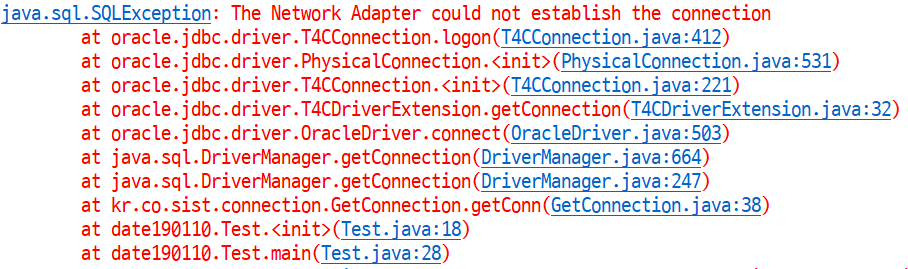 java.sql.SQLException: The Network Adapter could not establish the connection
at oracle.jdbc.driver.T4CConnection.logon(T4CConnection.java:412)
at oracle.jdbc.driver.PhysicalConnection.<init>(PhysicalConnection.java:531)
at oracle.jdbc.driver.T4CConnection.<init>(T4CConnection.java:221)
at oracle.jdbc.driver.T4CDriverExtension.getConnection(T4CDriverExtension.java:32)
at oracle.jdbc.driver.OracleDriver.connect(OracleDriver.java:503)
at java.sql.DriverManager.getConnection(DriverManager.java:664)
at java.sql.DriverManager.getConnection(DriverManager.java:247)
at kr.co.sist.connection.GetConnection.getConn(GetConnection.java:38)
at date190110.Test.<init>(Test.java:18)
at date190110.Test.main(Test.java:28)